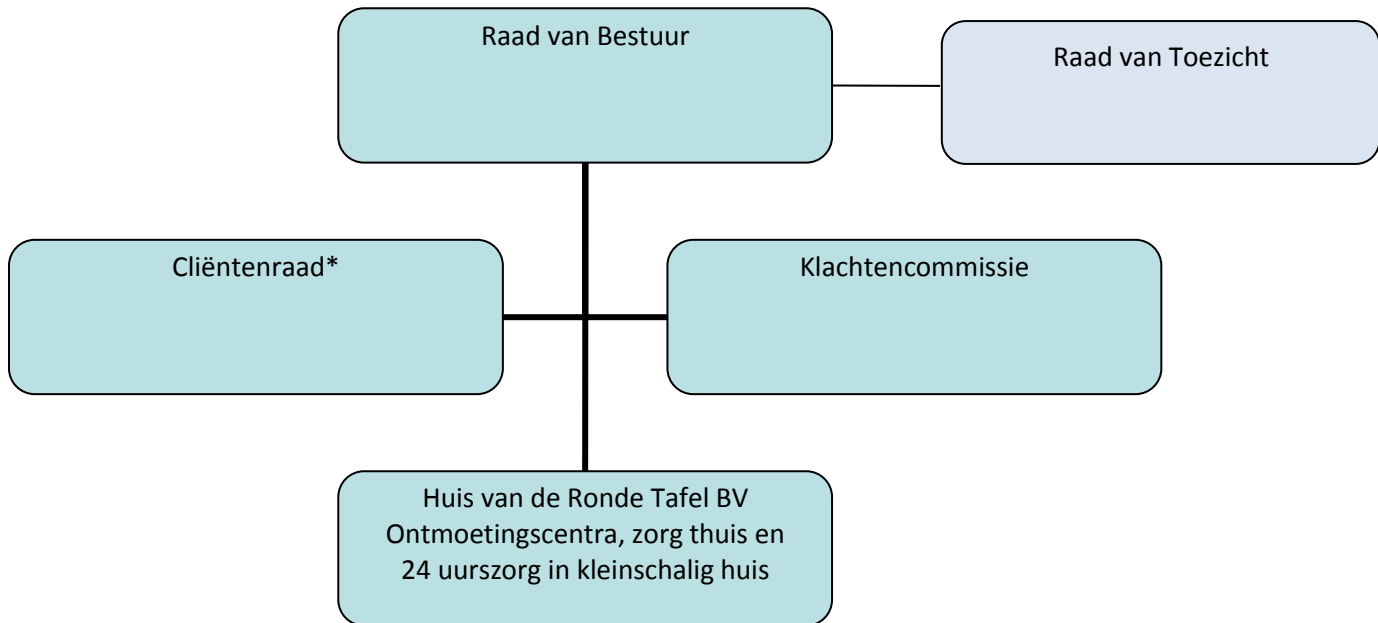 Raad van Bestuur
Raad van Toezicht
Cliëntenraad*
Klachtencommissie
Huis van de Ronde Tafel BV
Ontmoetingscentra, zorg thuis en
24 uurszorg in kleinschalig huis